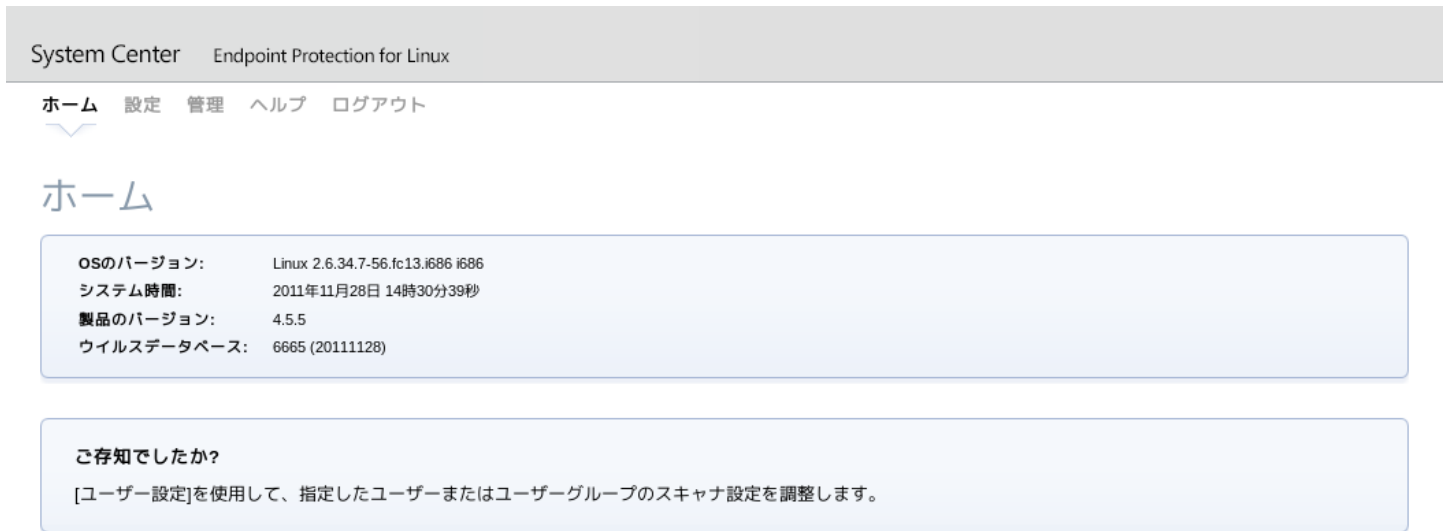 System Center Endpoint Protection for Linux
ホーム 設定 管理 ヘルプ ログアウト
ホーム
OSのバージョン: Linux 2.6.34.7-56.fc13.i686 i686
システム時間: 2011年11月28日 14時30分39秒
製品のバージョン: 4.5.5
ウイルスデータベース: 6665 (20111128)
ご存知でしたか?
[ユーザー設定]を使用して、指定したユーザーまたはユーザーグループのスキャナ設定を調整します。